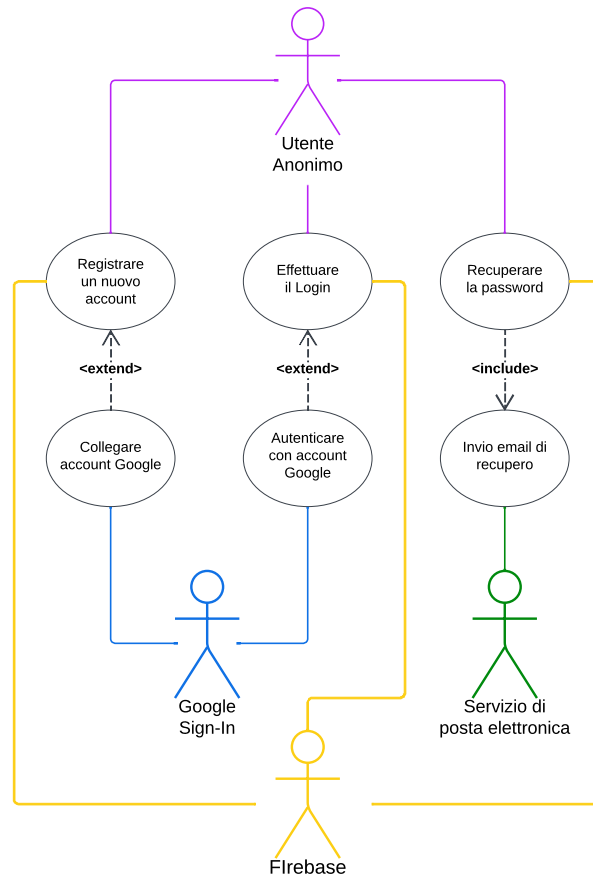 Utente
Anonimo
Registrare
un nuovo
account
Effettuare
il Login
Recuperare
la password
<extend>
<extend>
<include>
Collegare
account Google
Autenticare
con account
Google
Invio email di
recupero
Google
Sign-In
Servizio di
posta elettronica
FIrebase